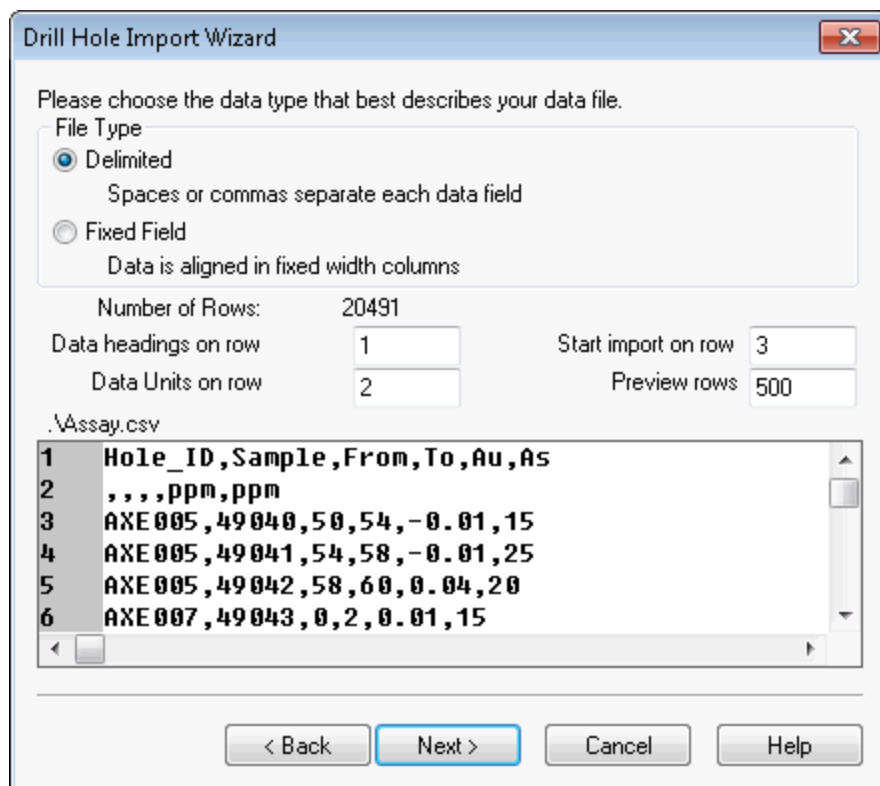 Drill Hole Import Wizard
Please choose the data type that best describes your data file.
File Type
Delimited
Spaces or commas separate each data field
Fixed Field
Data is aligned in fixed width columns
Number of Rows: 20491
Data headings on row 1 Start import on row 3
Data Units on row 2 Preview rows 500
.\Assay.csv
1 Hole_ID,Sample,From,To,Au,As
2 ,,,,ppm,ppm
3 AXE005,49040,50,54,-0.01,15
4 AXE005,49041,54,58,-0.01,25
5 AXE005,49042,58,60,0.04,20
6 AXE007,49043,0,2,0.01,15
< Back Next > Cancel Help